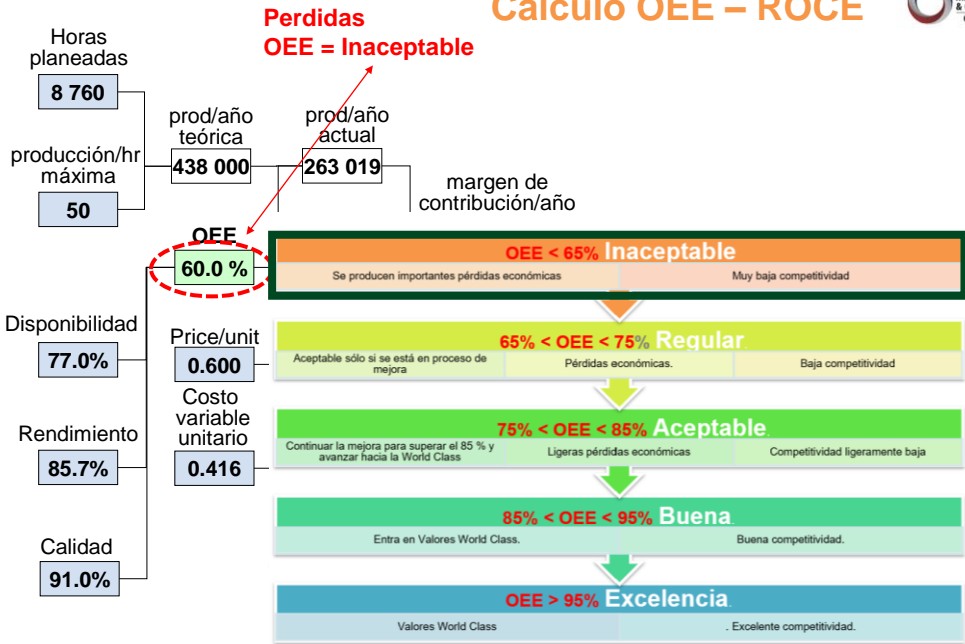 Cálculo OEE – ROCE
Perdidas
OEE = Inaceptable
Horas
planeadas
8 760
prod/año
teórica
prod/año
actual
producción/hr
máxima
438 000
263 019
50
margen de
contribución/año
OEE
60.0 %
OEE < 65% Inaceptable
Se producen importantes pérdidas económicas
Muy baja competitividad
Disponibilidad
77.0%
Price/unit
0.600
65% < OEE < 75% Regular.
Aceptable sólo si se está en proceso de
mejora
Pérdidas económicas.
Baja competitividad
Costo
variable
unitario
0.416
Rendimiento
85.7%
75% < OEE < 85% Aceptable.
Continuar la mejora para superar el 85 % y
avanzar hacia la World Class
Ligeras pérdidas económicas
Competitividad ligeramente baja
85% < OEE < 95% Buena.
Entra en Valores World Class.
Buena competitividad.
Calidad
91.0%
OEE > 95% Excelencia.
Valores World Class
. Excelente competitividad.